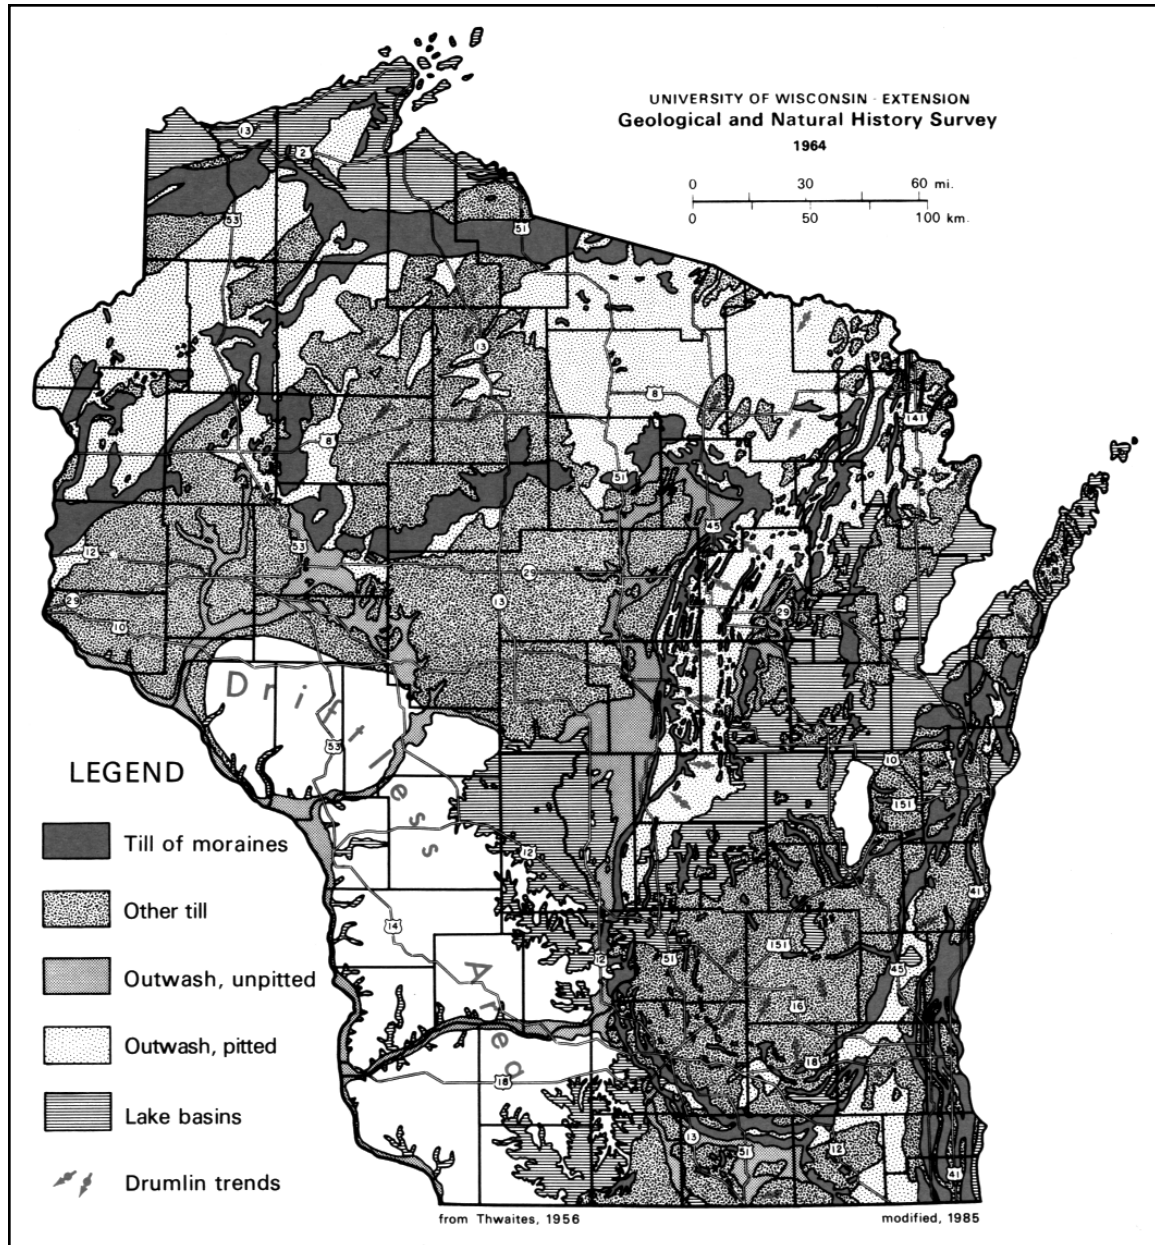 UNIVERSITY OF WISCONSIN - EXTENSION
Geological and Natural History Survey
1964
0 30 60 mi.
0 50 100 km.
13
2
53
51
13
8
141
8
51
45
12
53
29
29
10
13
29
Driftless Area
53
10
151
12
41
14
12
51
151
45
16
18
18
13
51
12
41
LEGEND
Till of moraines
Other till
Outwash, unpitted
Outwash, pitted
Lake basins
Drumlin trends
from Thwaites, 1956
modified, 1985